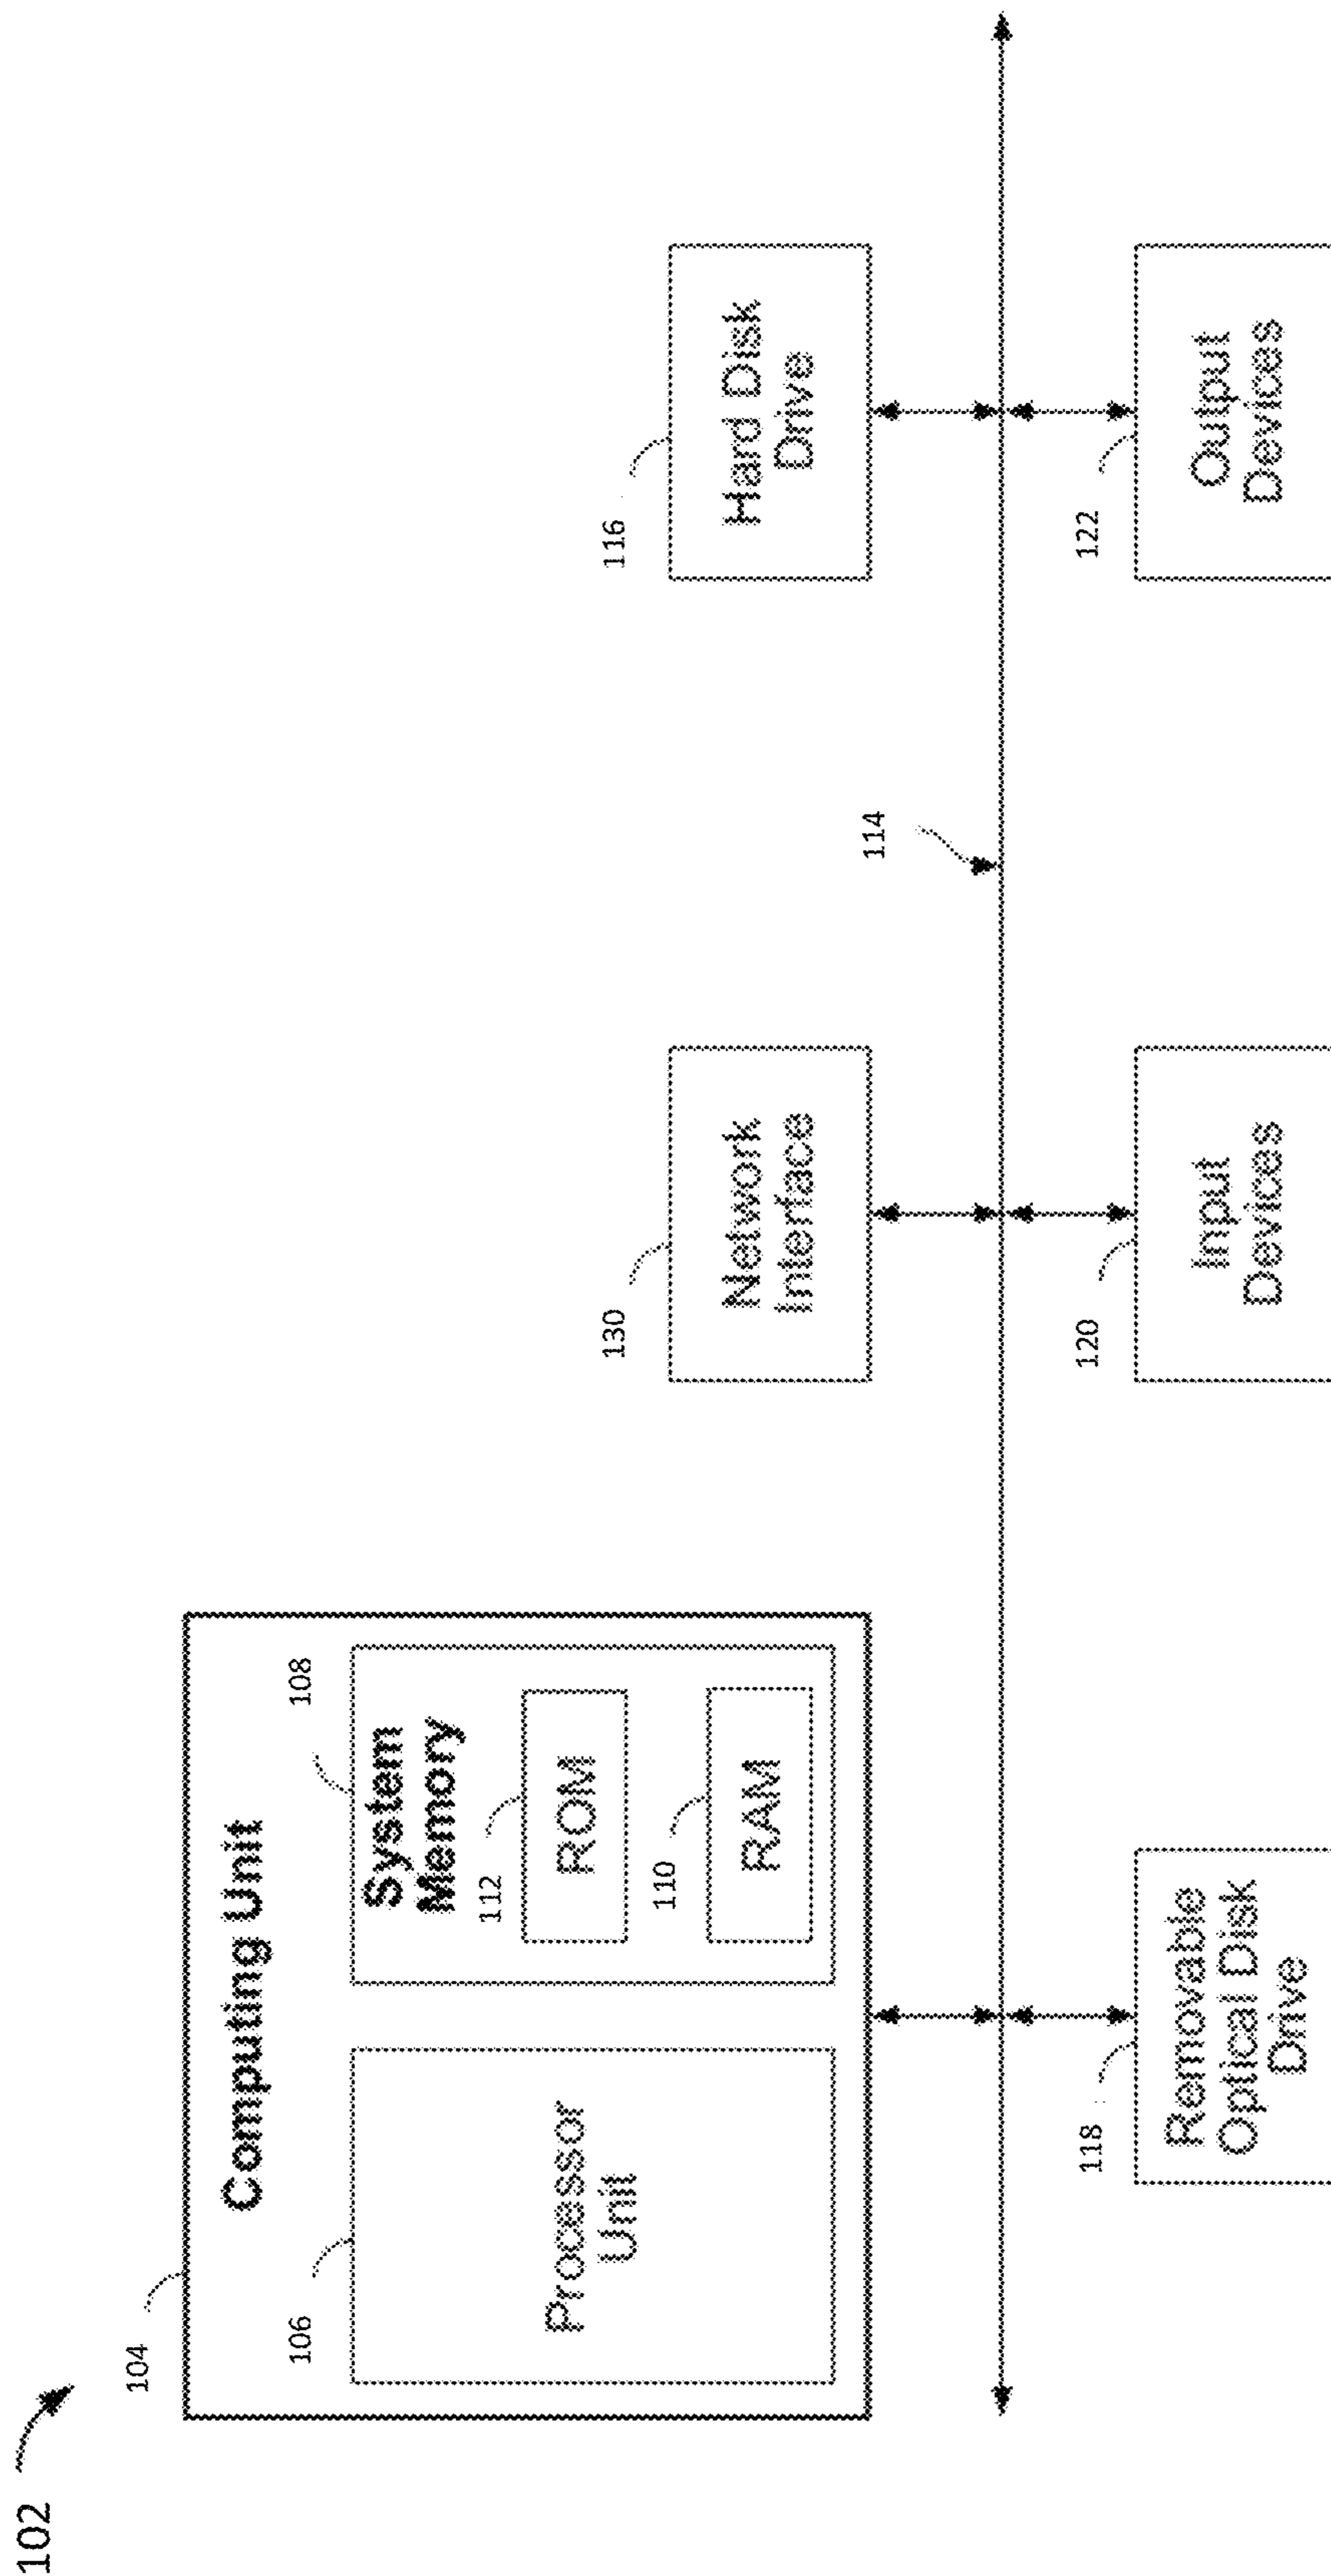 102
104
Computing Unit
106
Processor
Unit
108
System
Memory
112
ROM
110
RAM
130
Network
Interface
116
Hard Disk
Drive
114
118
Removable
Optical Disk
Drive
120
Input
Devices
122
Output
Devices